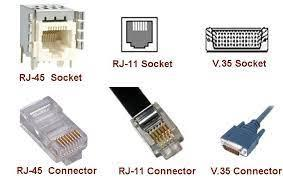 RJ-45 Socket
RJ-11 Socket
V.35 Socket
RJ-45 Connector
RJ-11 Connector
V.35 Connector